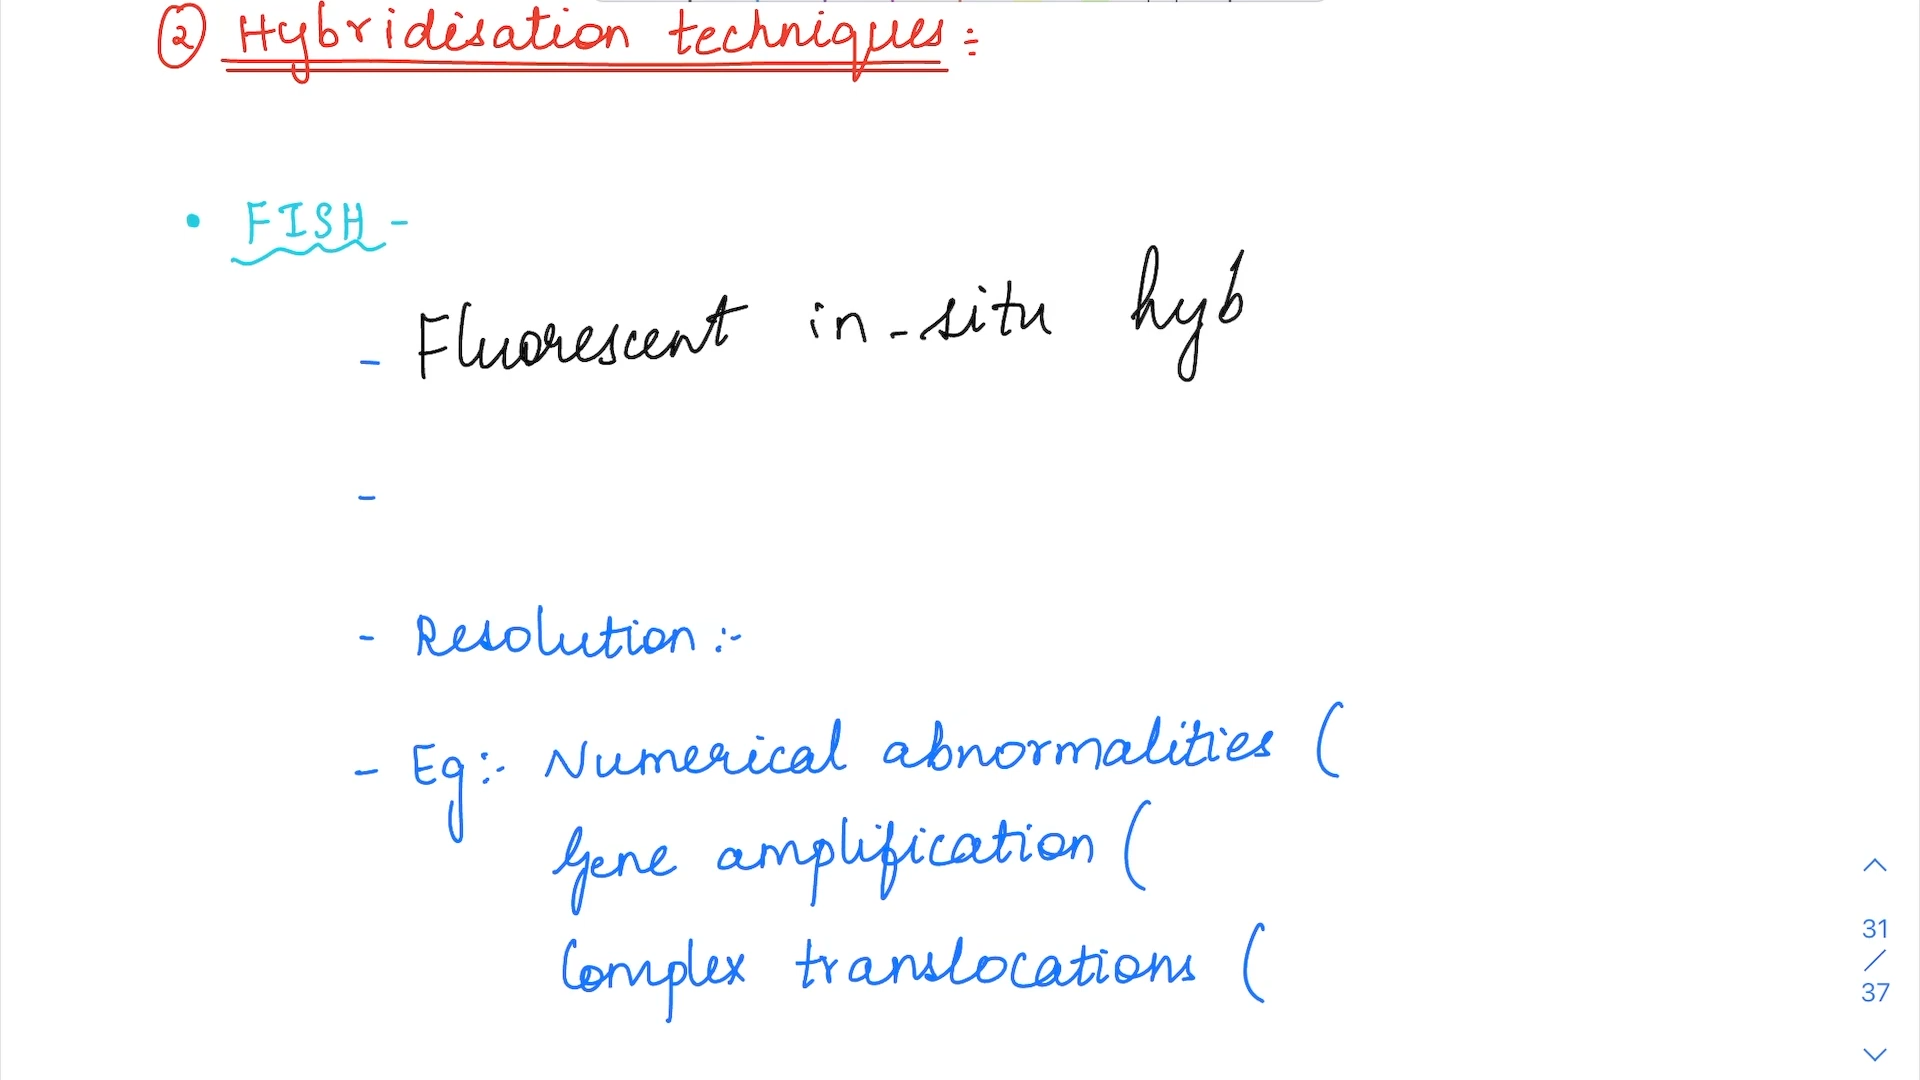 ② Hybridisation techniques :
• FISH -
- Fluorescent in-situ hyb
-
- Resolution :-
- Eg :- Numerical abnormalities (
Gene amplification (
Complex translocations (
31
/
37